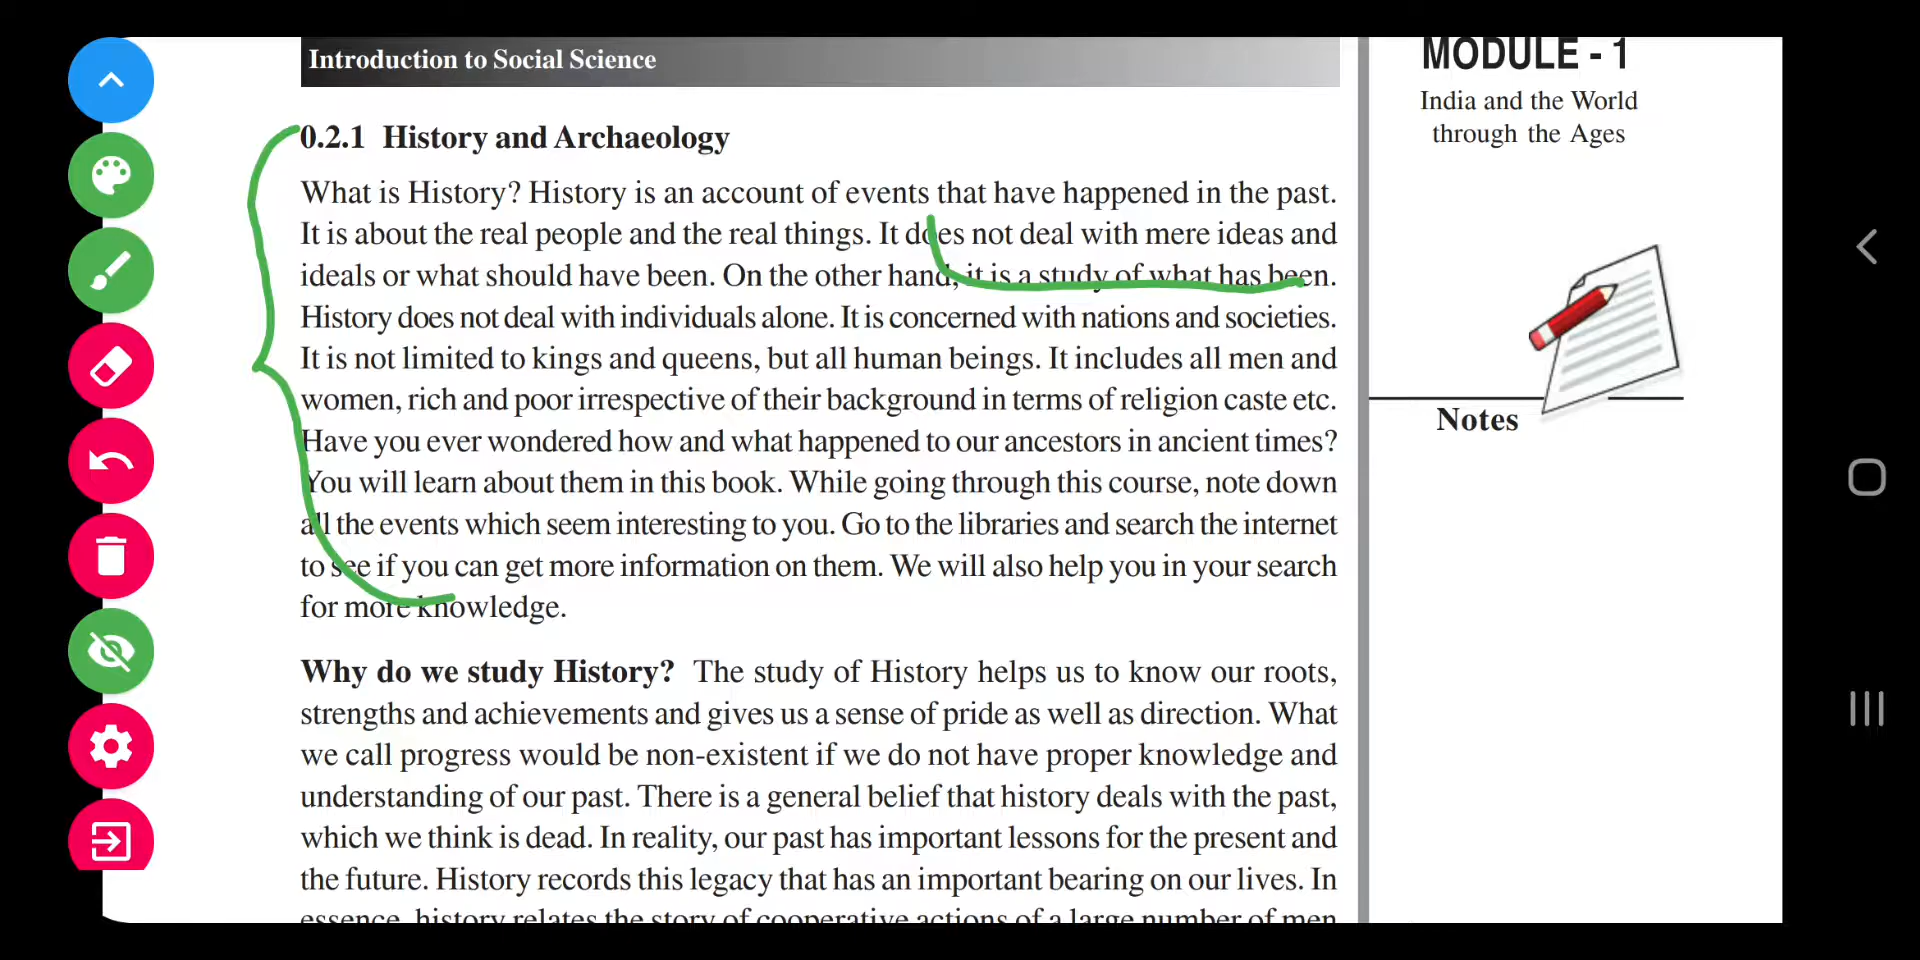 Introduction to Social Science
MODULE - 1
India and the World
through the Ages
Notes
0.2.1 History and Archaeology
What is History? History is an account of events that have happened in the past.
It is about the real people and the real things. It does not deal with mere ideas and
ideals or what should have been. On the other hand, it is a study of what has been.
History does not deal with individuals alone. It is concerned with nations and societies.
It is not limited to kings and queens, but all human beings. It includes all men and
women, rich and poor irrespective of their background in terms of religion caste etc.
Have you ever wondered how and what happened to our ancestors in ancient times?
You will learn about them in this book. While going through this course, note down
all the events which seem interesting to you. Go to the libraries and search the internet
to see if you can get more information on them. We will also help you in your search
for more knowledge.
Why do we study History? The study of History helps us to know our roots,
strengths and achievements and gives us a sense of pride as well as direction. What
we call progress would be non-existent if we do not have proper knowledge and
understanding of our past. There is a general belief that history deals with the past,
which we think is dead. In reality, our past has important lessons for the present and
the future. History records this legacy that has an important bearing on our lives. In
essence, history relates the story of cooperative actions of a large number of men